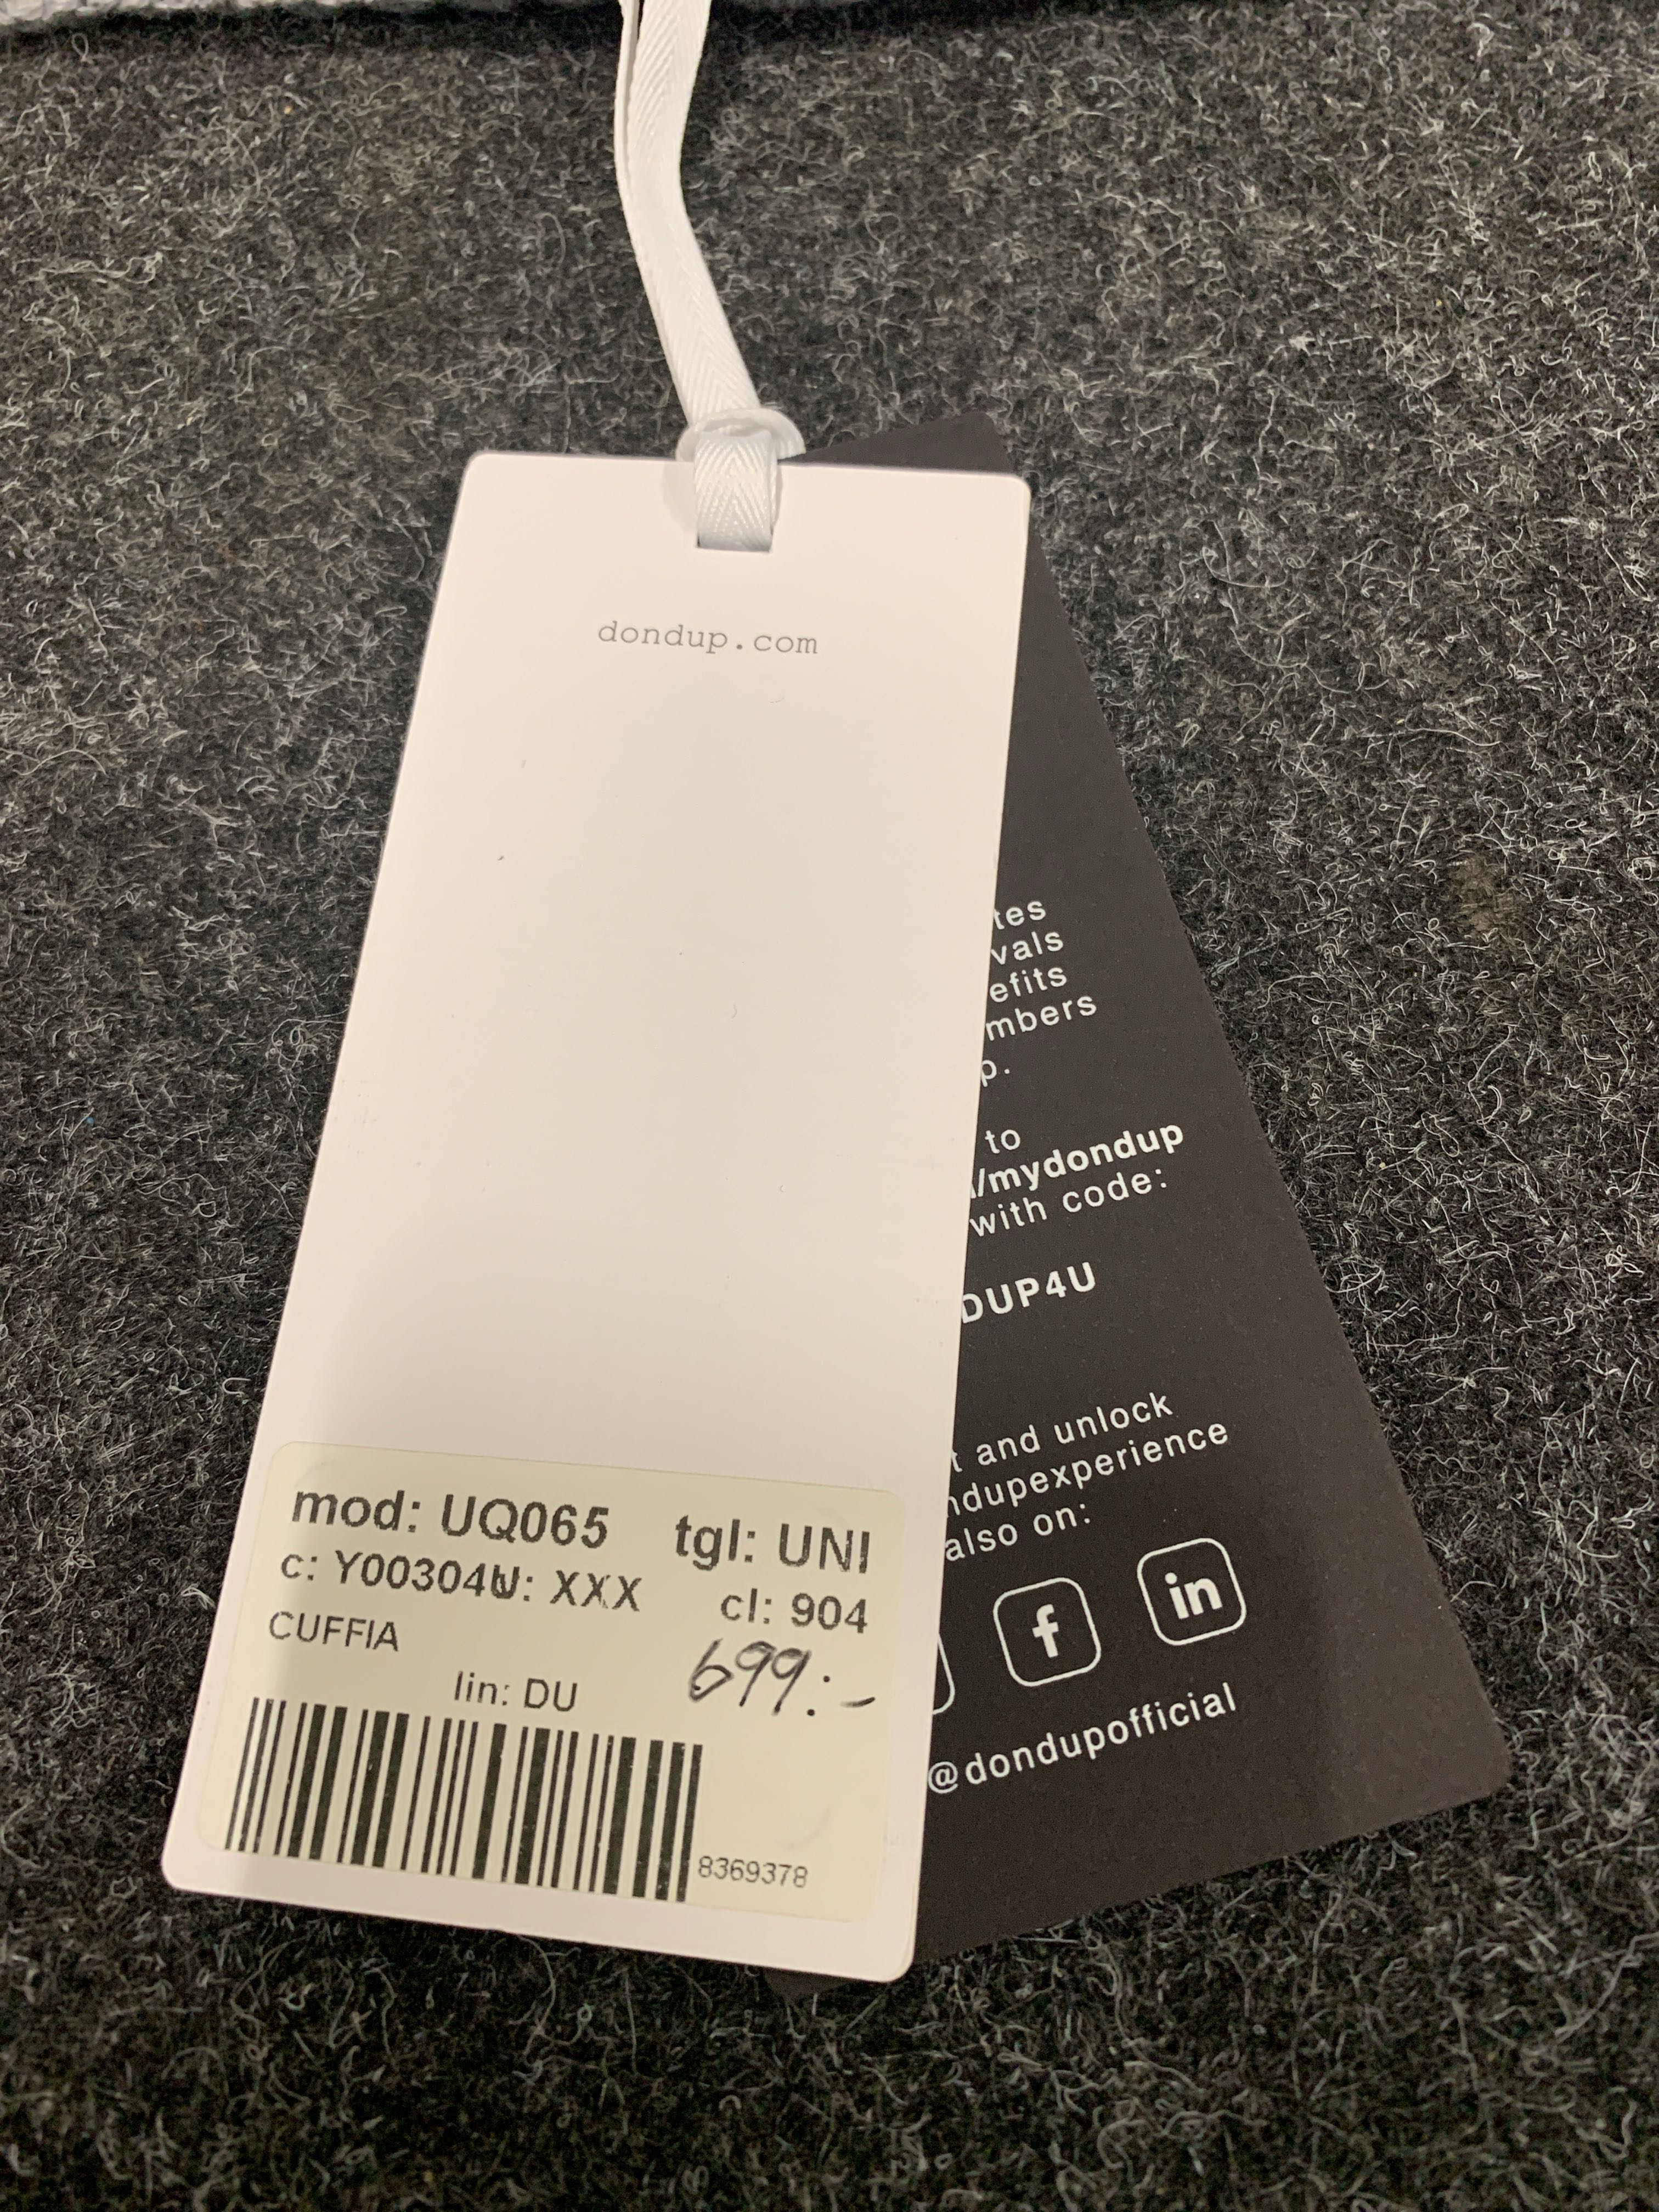 dondup.com
mod: UQ065 tgl: UNI
c: Y00304U v: XXX cl: 904
CUFFIA
699:-
lin: DU
8369378
tes
vals
efits
mbers
p.
to
/mydondup
with code:
DUP4U
t and unlock
ndupexperience
also on:
f in
@dondupofficial